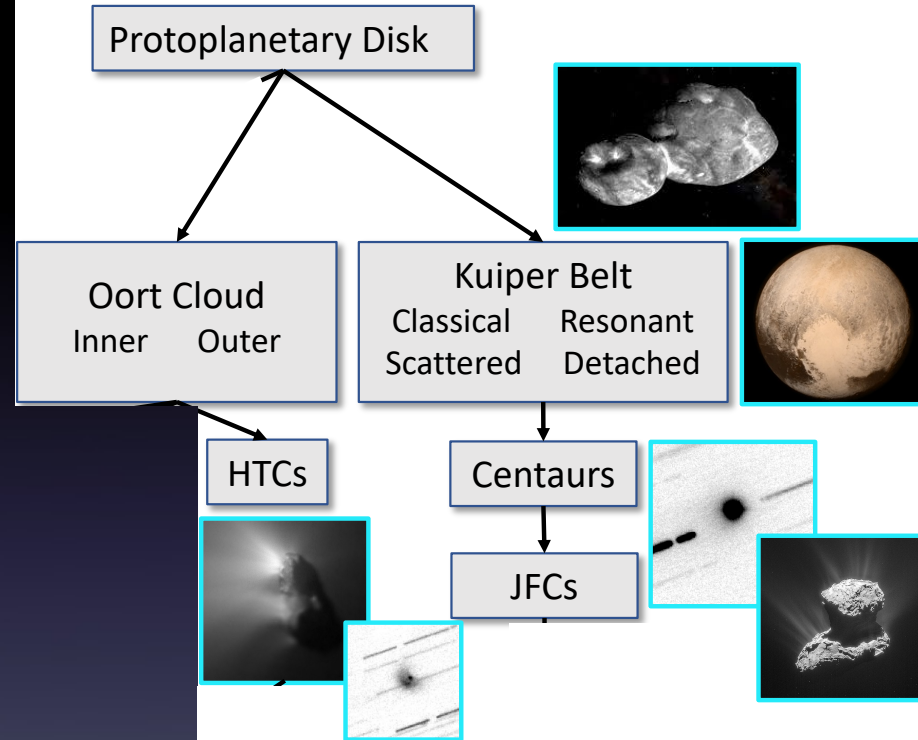 Protoplanetary Disk
Oort Cloud
Inner Outer
Kuiper Belt
Classical Resonant
Scattered Detached
HTCs
Centaurs
JFCs